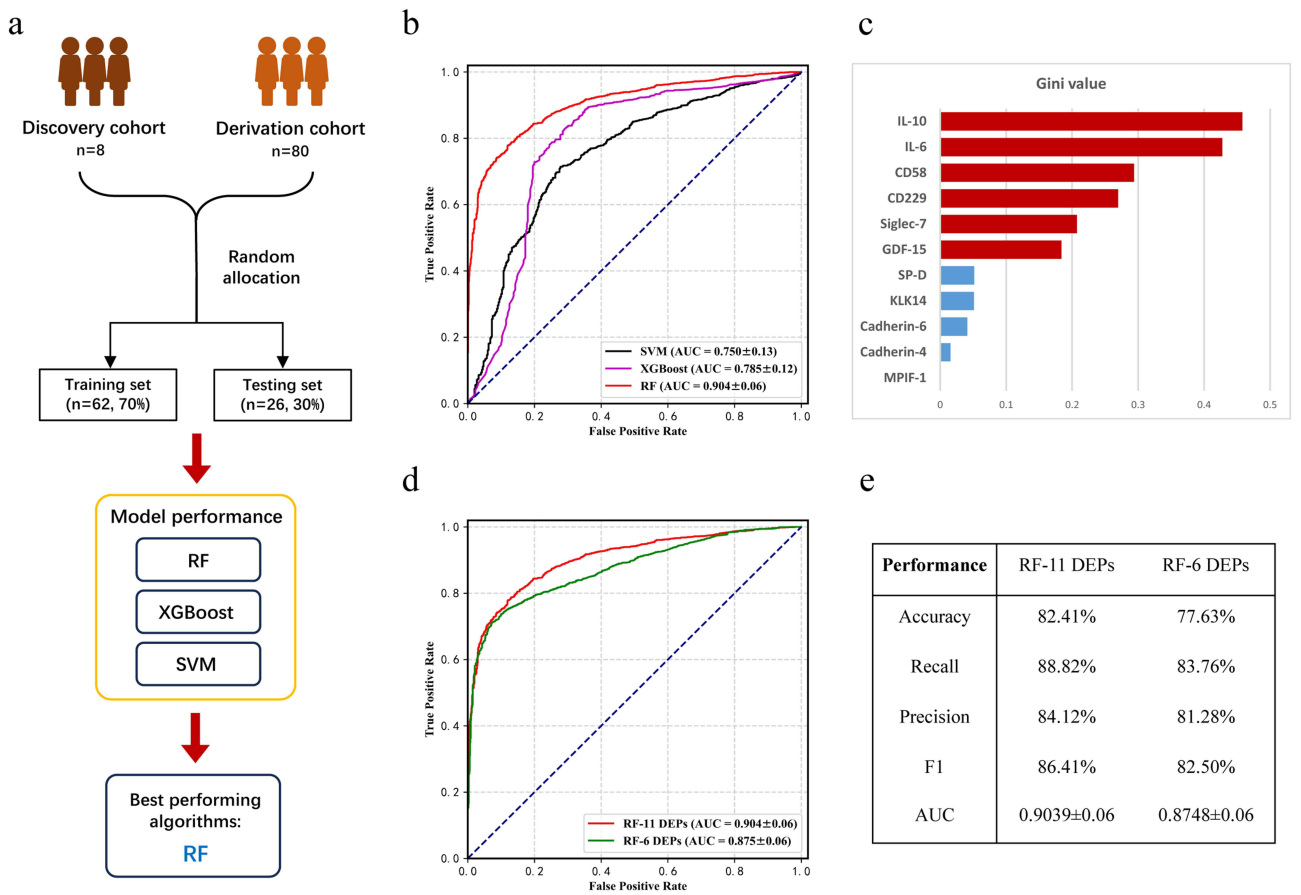 a
Discovery cohort
n=8
Derivation cohort
n=80
Random
allocation
Training set
(n=62, 70%)
Testing set
(n=26, 30%)
Model performance
RF
XGBoost
SVM
Best performing
algorithms:
RF
b
True Positive Rate
1.0
0.8
0.6
0.4
0.2
0.0
SVM (AUC = 0.750±0.13)
XGBoost (AUC = 0.785±0.12)
RF (AUC = 0.904±0.06)
0.0 0.2 0.4 0.6 0.8 1.0
False Positive Rate
c
Gini value
IL-10
IL-6
CD58
CD229
Siglec-7
GDF-15
SP-D
KLK14
Cadherin-6
Cadherin-4
MPIF-1
0 0.1 0.2 0.3 0.4 0.5
d
True Positive Rate
1.0
0.8
0.6
0.4
0.2
0.0
RF-11 DEPs (AUC = 0.904±0.06)
RF-6 DEPs (AUC = 0.875±0.06)
0.0 0.2 0.4 0.6 0.8 1.0
False Positive Rate
e
Performance RF-11 DEPs RF-6 DEPs
Accuracy 82.41% 77.63%
Recall 88.82% 83.76%
Precision 84.12% 81.28%
F1 86.41% 82.50%
AUC 0.9039±0.06 0.8748±0.06